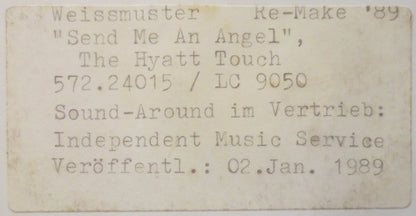 Weissmuster Re-Make '89
"Send Me An Angel",
The Hyatt Touch
572.24015 / LC 9050
Sound-Around im Vertrieb:
Independent Music Service
Veröffentl.: 02.Jan. 1989